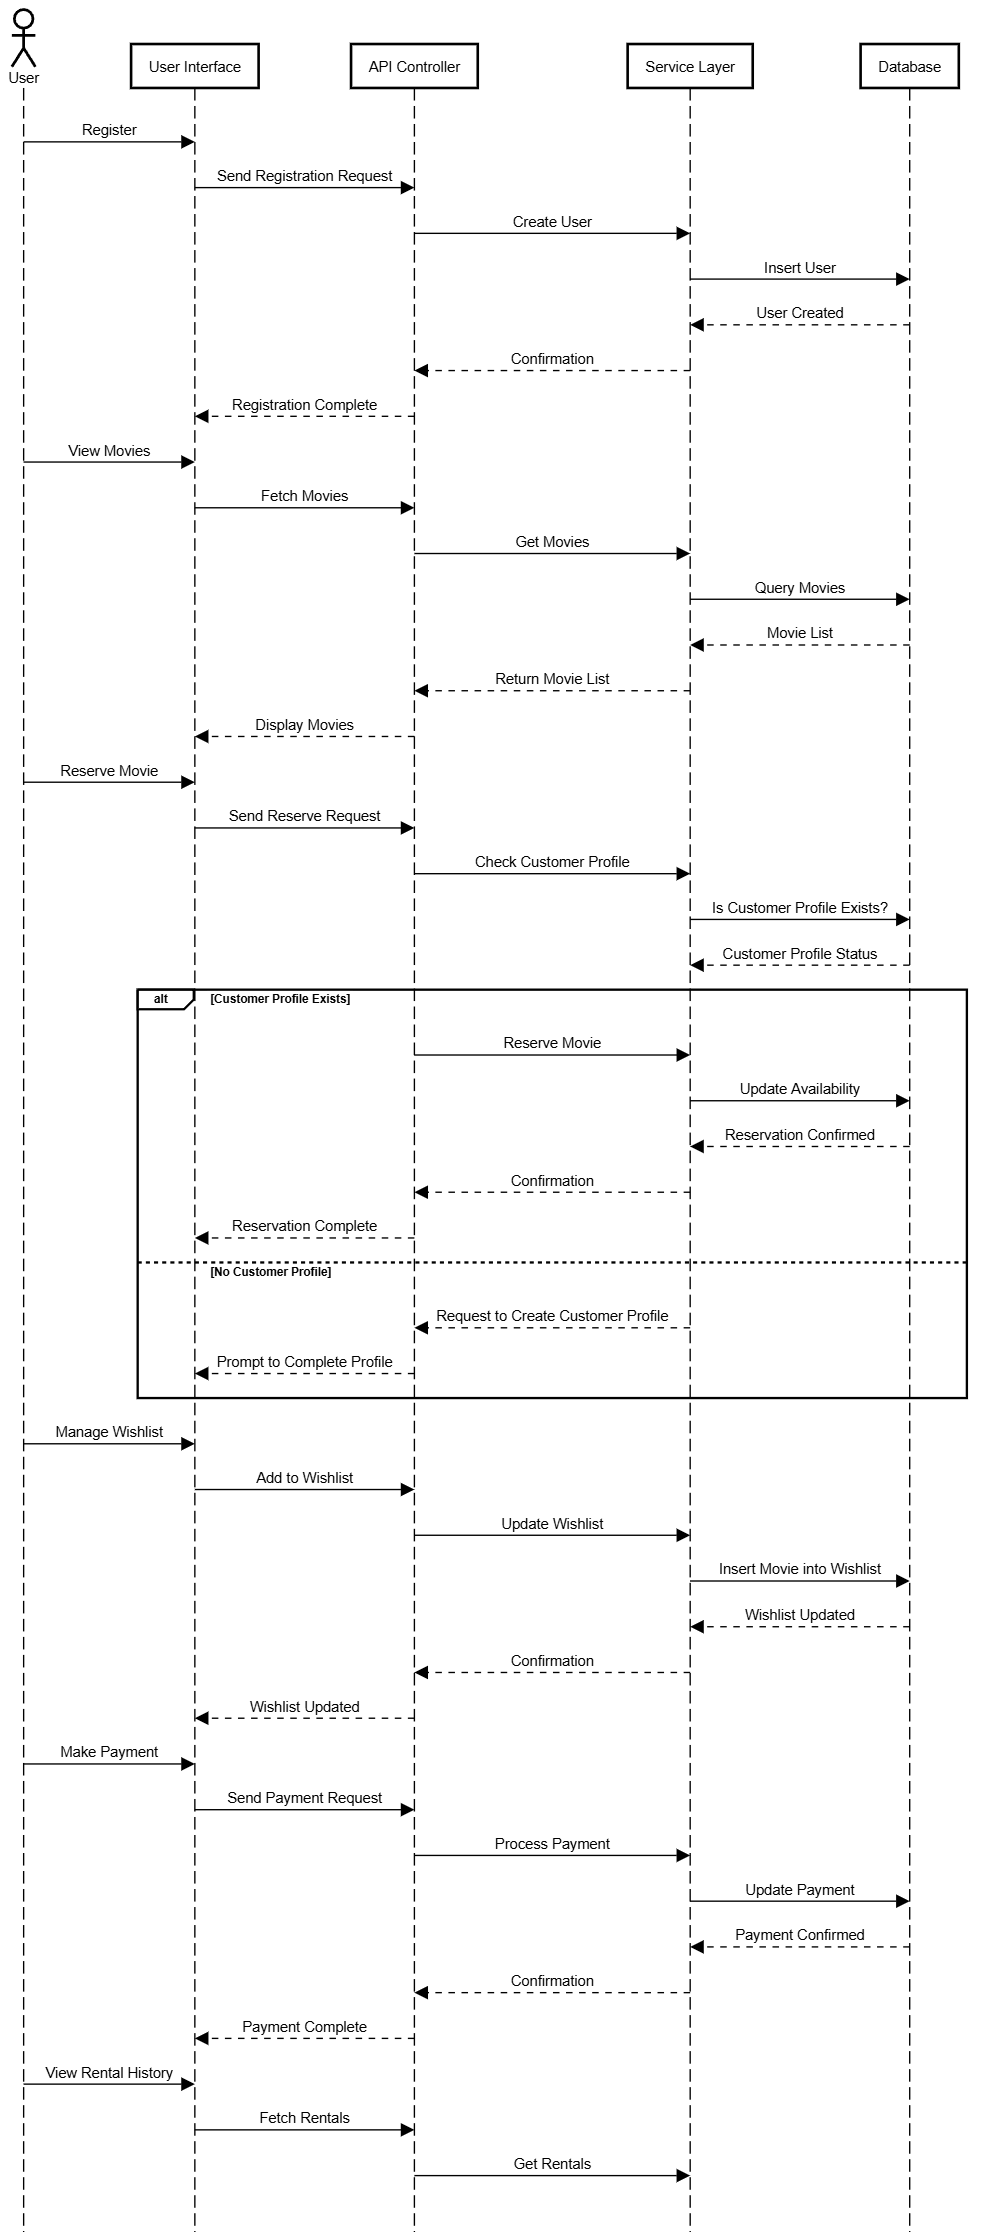 User
User Interface
API Controller
Service Layer
Database
Register
Send Registration Request
Create User
Insert User
User Created
Confirmation
Registration Complete
View Movies
Fetch Movies
Get Movies
Query Movies
Movie List
Return Movie List
Display Movies
Reserve Movie
Send Reserve Request
Check Customer Profile
Is Customer Profile Exists?
Customer Profile Status
alt
[Customer Profile Exists]
Reserve Movie
Update Availability
Reservation Confirmed
Confirmation
Reservation Complete
[No Customer Profile]
Request to Create Customer Profile
Prompt to Complete Profile
Manage Wishlist
Add to Wishlist
Update Wishlist
Insert Movie into Wishlist
Wishlist Updated
Confirmation
Wishlist Updated
Make Payment
Send Payment Request
Process Payment
Update Payment
Payment Confirmed
Confirmation
Payment Complete
View Rental History
Fetch Rentals
Get Rentals